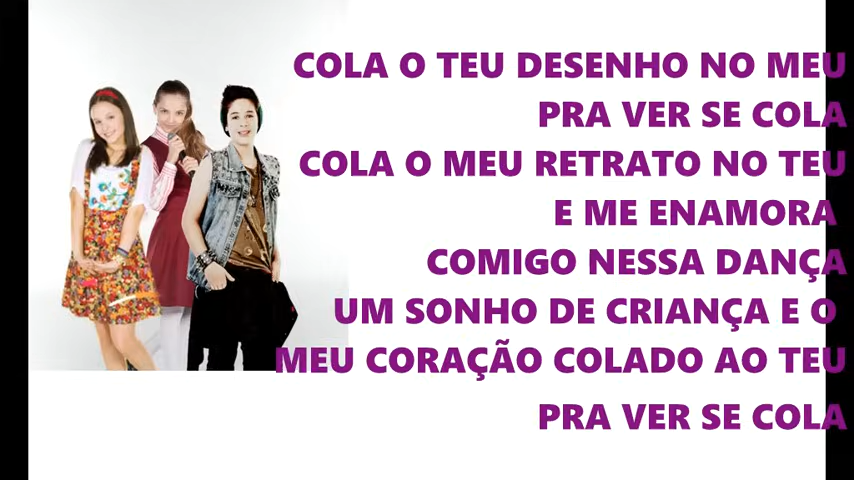 COLA O TEU DESENHO NO MEU
PRA VER SE COLA
COLA O MEU RETRATO NO TEU
E ME ENAMORA
COMIGO NESSA DANÇA
UM SONHO DE CRIANÇA E O
MEU CORAÇÃO COLADO AO TEU
PRA VER SE COLA